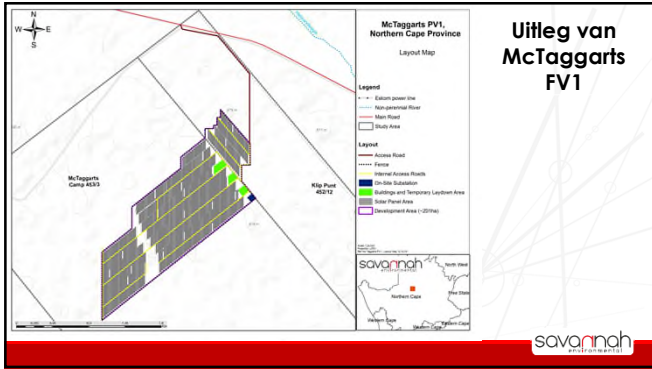 N
W
E
S
McTaggarts
Camp 453/3
Klip Punt
452/12
McTaggarts PV1,
Northern Cape Province
Layout Map
Legend
Eskom power line
Non-perennial River
Main Road
Study Area
Layout
Access Road
Fence
Internal Access Roads
On-Site Substation
Buildings and Temporary Laydown Area
Solar Panel Area
Development Area (~201ha)
savannah
environmental
North West
Free State
Northern Cape
Western Cape
Eastern Cape
Western Cape
Uitleg van
McTaggarts
FV1
savannah
environmental